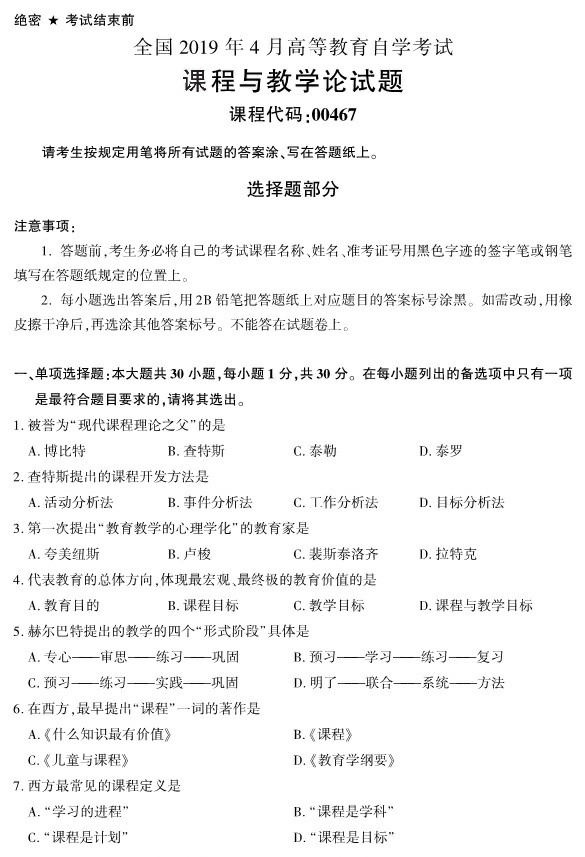 绝密 ★ 考试结束前
全国 2019 年 4 月高等教育自学考试
课程与教学论试题
课程代码:00467
请考生按规定用笔将所有试题的答案涂、写在答题纸上。
选择题部分
注意事项:
1. 答题前,考生务必将自己的考试课程名称、姓名、准考证号用黑色字迹的签字笔或钢笔
填写在答题纸规定的位置上。
2. 每小题选出答案后,用 2B 铅笔把答题纸上对应题目的答案标号涂黑。如需改动,用橡
皮擦干净后,再选涂其他答案标号。不能答在试题卷上。
一、单项选择题:本大题共 30 小题,每小题 1 分,共 30 分。在每小题列出的备选项中只有一项
是最符合题目要求的,请将其选出。
1. 被誉为“现代课程理论之父”的是
A. 博比特 B. 查特斯 C. 泰勒 D. 泰罗
2. 查特斯提出的课程开发方法是
A. 活动分析法 B. 事件分析法 C. 工作分析法 D. 目标分析法
3. 第一次提出“教育教学的心理学化”的教育家是
A. 夸美纽斯 B. 卢梭 C. 裴斯泰洛齐 D. 拉特克
4. 代表教育的总体方向,体现最宏观、最终极的教育价值的是
A. 教育目的 B. 课程目标 C. 教学目标 D. 课程与教学目标
5. 赫尔巴特提出的教学的四个“形式阶段”具体是
A. 专心——审思——练习——巩固 B. 预习——学习——练习——复习
C. 预习——练习——实践——巩固 D. 明了——联合——系统——方法
6. 在西方,最早提出“课程”一词的著作是
A.《什么知识最有价值》 B.《课程》
C.《儿童与课程》 D.《教育学纲要》
7. 西方最常见的课程定义是
A. “学习的进程” B. “课程是学科”
C. “课程是计划” D. “课程是目标”